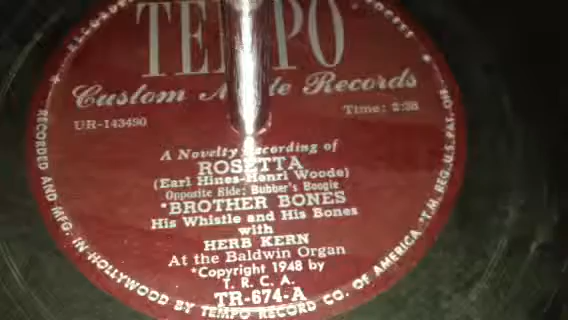 TEMPO
Custom Made Records
UR-143490
Time: 2:38
A Novelty Recording of
ROSETTA
(Earl Hines-Henri Woode)
Opposite Side: Bubber's Boogie
*BROTHER BONES
His Whistle and His Bones
with
HERB KERN
At the Baldwin Organ
*Copyright 1948 by
T. R. C. A.
TR-674-A
RECORDED AND MFG. IN HOLLYWOOD BY TEMPO RECORD CO. OF AMERICA. T.M. REG. U.S. PAT. OFF.